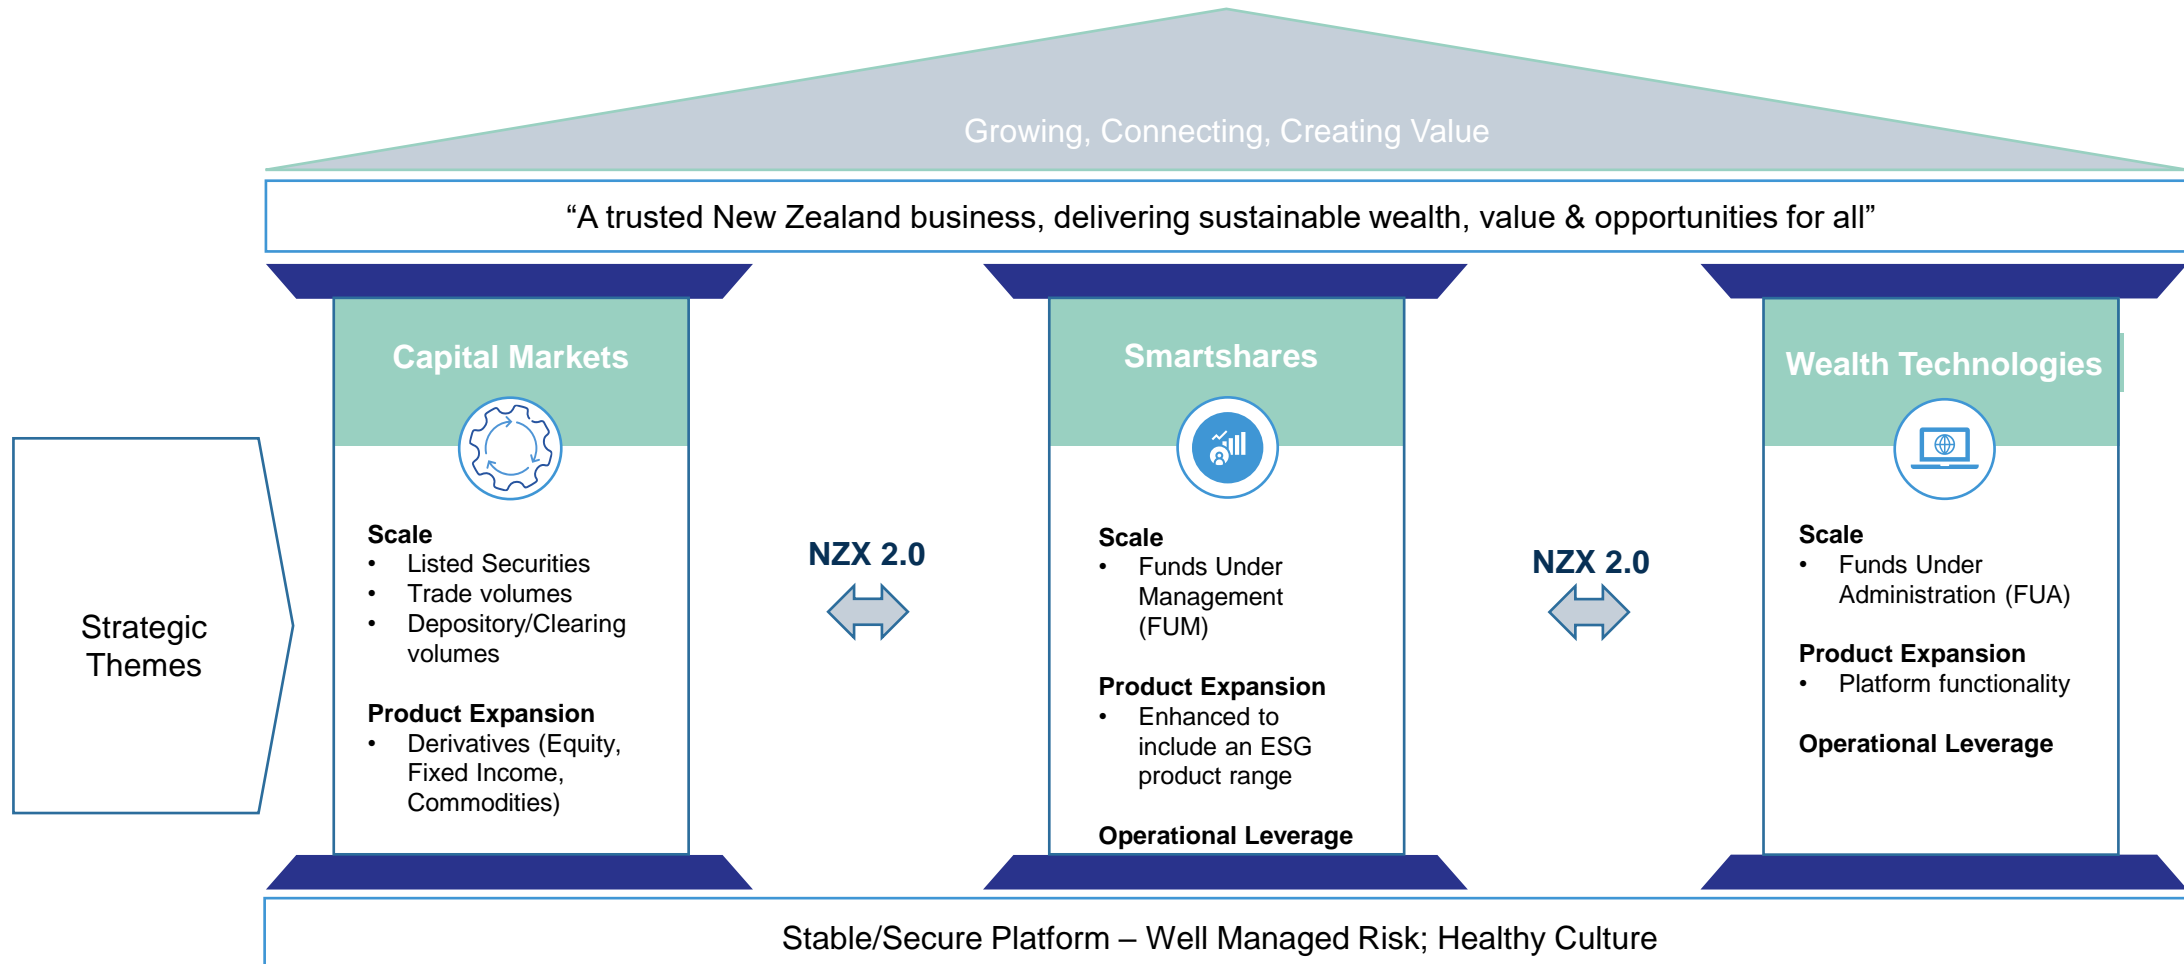 Growing, Connecting, Creating Value
“A trusted New Zealand business, delivering sustainable wealth, value & opportunities for all”
Strategic
Themes
Capital Markets
Scale
• Listed Securities
• Trade volumes
• Depository/Clearing
volumes
Product Expansion
• Derivatives (Equity,
Fixed Income,
Commodities)
NZX 2.0
Smartshares
Scale
• Funds Under
Management
(FUM)
Product Expansion
• Enhanced to
include an ESG
product range
Operational Leverage
NZX 2.0
Wealth Technologies
Scale
• Funds Under
Administration (FUA)
Product Expansion
• Platform functionality
Operational Leverage
Stable/Secure Platform – Well Managed Risk; Healthy Culture